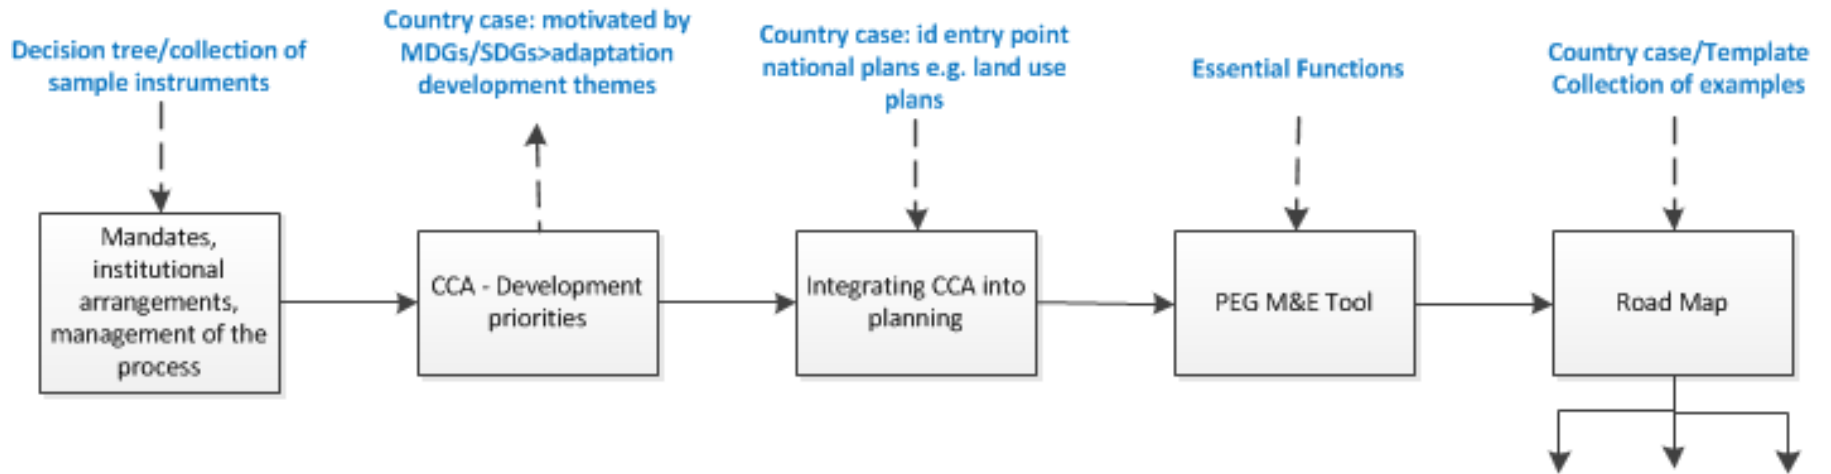 Decision tree/collection of
sample instruments
Country case: motivated by
MDGs/SDGs>adaptation
development themes
Country case: id entry point
national plans e.g. land use
plans
Essential Functions
Country case/Template
Collection of examples
Mandates,
institutional
arrangements,
management of the
process
CCA - Development
priorities
Integrating CCA into
planning
PEG M&E Tool
Road Map